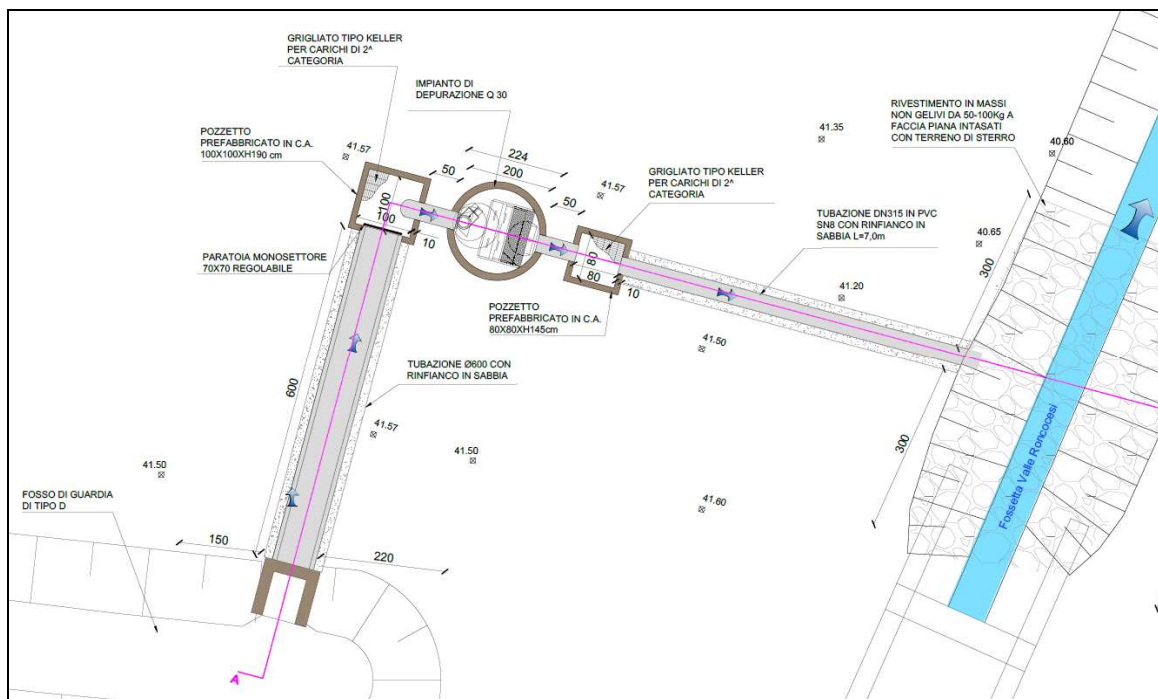 GRIGLIATO TIPO KELLER
PER CARICHI DI 2^
CATEGORIA
IMPIANTO DI
DEPURAZIONE Q 30
RIVESTIMENTO IN MASSI
NON GELIVI DA 50-100Kg A
FACCIA PIANA INTASATI
CON TERRENO DI STERRO
POZZETTO
PREFABBRICATO IN C.A.
100X100XH190 cm
41.57
50
224
200
50
41.57
41.35
40.60
GRIGLIATO TIPO KELLER
PER CARICHI DI 2^
CATEGORIA
100
100
10
TUBAZIONE DN315 IN PVC
SN8 CON RINFIANCO IN
SABBIA L=7,0m
40.65
300
PARATOIA MONOSETTORE
70X70 REGOLABILE
80
80
10
41.20
POZZETTO
PREFABBRICATO IN C.A.
80X80XH145cm
41.50
600
TUBAZIONE Ø600 CON
RINFIANCO IN SABBIA
41.57
41.50
41.50
300
Fossetta Valle Roncocesi
41.60
FOSSO DI GUARDIA
DI TIPO D
150
220
A